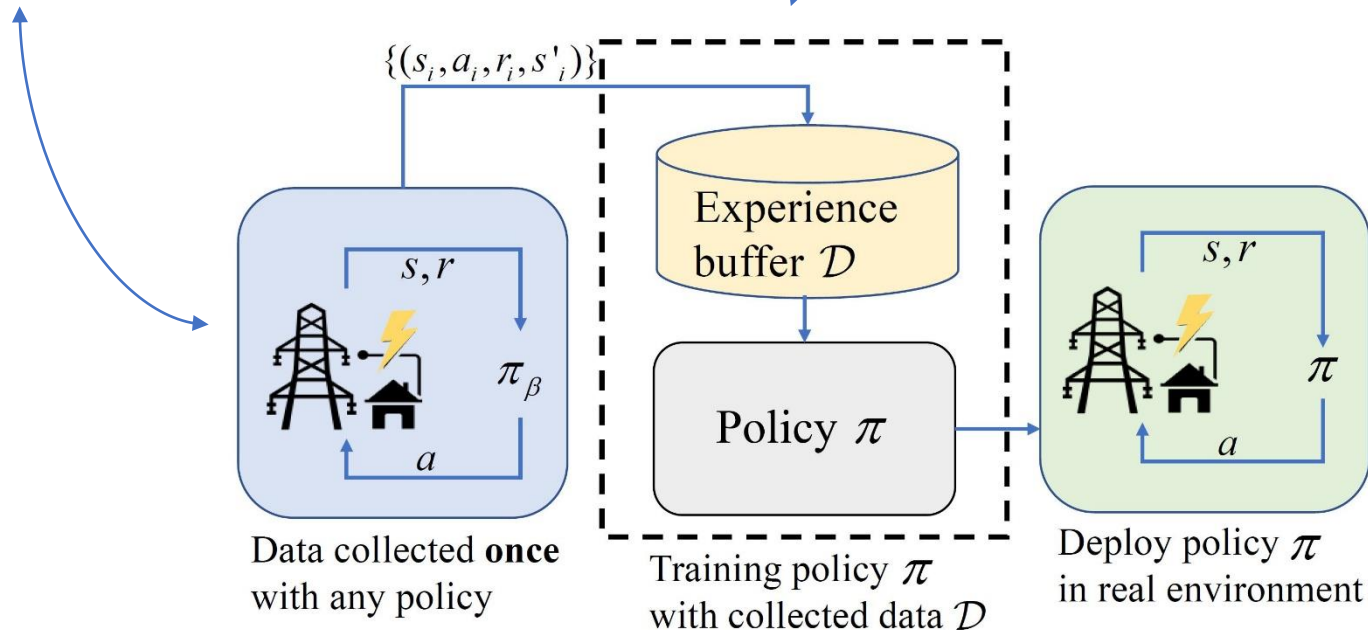 {(s_i, a_i, r_i, s'_i)}
s, r
π_β
a
Data collected once
with any policy
Experience
buffer 𝒟
Policy π
Training policy π
with collected data 𝒟
s, r
π
a
Deploy policy π
in real environment